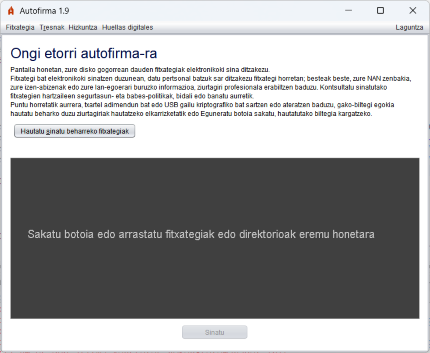 Autofirma 1.9
Fitxategia Tresnak Hizkuntza Huellas digitales Laguntza
Ongi etorri autofirma-ra
Pantaila honetan, zure disko gogorrean dauden fitxategiak elektronikoki sina ditzakezu.
Fitxategi bat elektronikoki sinatzen duzunean, datu pertsonal batzuk sar ditzakezu fitxategi horretan; besteak beste, zure NAN zenbakia,
zure izen-abizenak edo zure lan-egoerari buruzko informazioa, ziurtagiri profesionala erabiltzen baduzu. Kontsultatu sinatutako
fitxategien hartzaileen segurtasun- eta babes-politikak, bidali edo banatu aurretik.
Puntu horretatik aurrera, txartel adimendun bat edo USB gailu kriptografiko bat sartzen edo ateratzen baduzu, gako-biltegi egokia
hautatu beharko duzu ziurtagiriak hautatzeko elkarrizketatik edo Eguneratu botoia sakatu, hautatutako biltegia kargatzeko.
Hautatu sinatu beharreko fitxategiak
Sakatu botoia edo arrastatu fitxategiak edo direktorioak eremu honetara
Sinatu